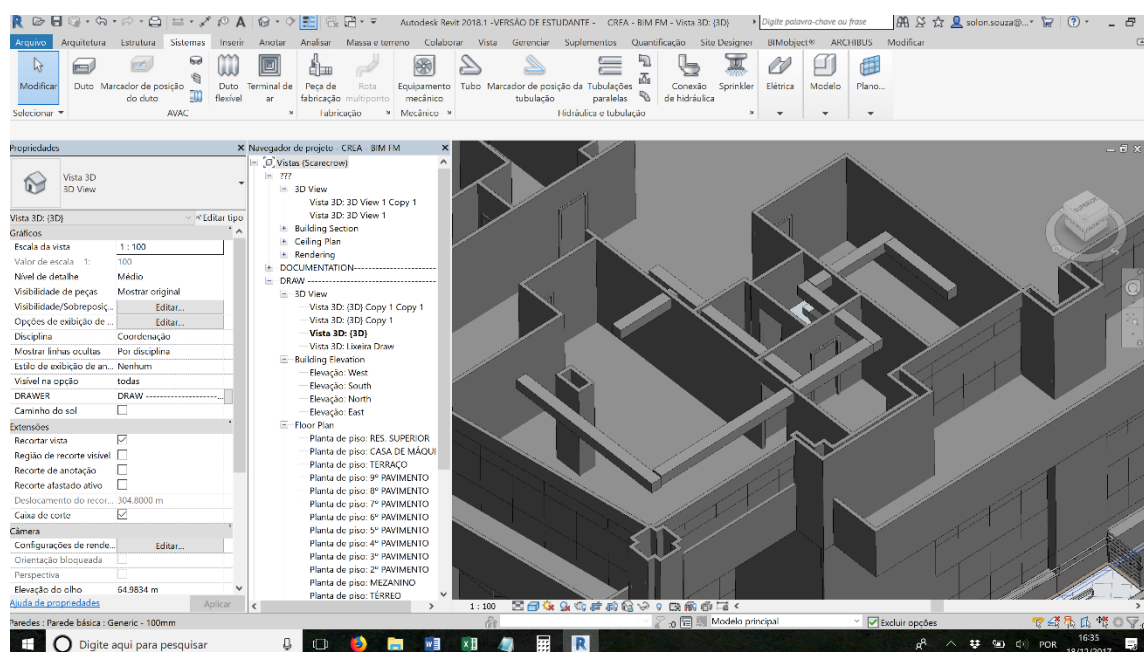 Autodesk Revit 2018.1 -VERSÃO DE ESTUDANTE - CREA - BIM FM - Vista 3D: {3D}
Digite palavra-chave ou frase
solon.souza@...
Arquivo Arquitetura Estrutura Sistemas Inserir Anotar Analisar Massa e terreno Colaborar Vista Gerenciar Suplementos Quantificação Site Designer BIMobject® ARCHIBUS Modificar
Modificar Duto Marcador de posição do duto Duto flexível Terminal de ar Peça de fabricação Rota multiponto Equipamento mecânico Tubo Marcador de posição da tubulação Tubulações paralelas Conexão de hidráulica Sprinkler Elétrica Modelo Plano...
Selecionar AVAC Fabricação Mecânico Hidráulica e tubulação
Propriedades
Vista 3D
3D View
Vista 3D: {3D} Editar tipo
Gráficos
Escala da vista 1 : 100
Valor de escala 1: 100
Nível de detalhe Médio
Visibilidade de peças Mostrar original
Visibilidade/Sobreposiç... Editar...
Opções de exibição de ... Editar...
Disciplina Coordenação
Mostrar linhas ocultas Por disciplina
Estilo de exibição de an... Nenhum
Visível na opção todas
DRAWER DRAW --------------------...
Caminho do sol
Extensões
Recortar vista
Região de recorte visível
Recorte de anotação
Recorte afastado ativo
Deslocamento do recor... 304.8000 m
Caixa de corte
Câmera
Configurações de rende... Editar...
Orientação bloqueada
Perspectiva
Elevação do olho 64.9834 m
Ajuda de propriedades Aplicar
Navegador de projeto - CREA - BIM FM
Vistas (Scarecrow)
???
3D View
Vista 3D: 3D View 1 Copy 1
Vista 3D: 3D View 1
Building Section
Ceiling Plan
Rendering
DOCUMENTATION-----------------------
DRAW -----------------------------------
3D View
Vista 3D: {3D} Copy 1 Copy 1
Vista 3D: {3D} Copy 1
Vista 3D: {3D}
Vista 3D: Lixeira Draw
Building Elevation
Elevação: West
Elevação: South
Elevação: North
Elevação: East
Floor Plan
Planta de piso: RES. SUPERIOR
Planta de piso: CASA DE MÁQUI
Planta de piso: TERRAÇO
Planta de piso: 9º PAVIMENTO
Planta de piso: 8º PAVIMENTO
Planta de piso: 7º PAVIMENTO
Planta de piso: 6º PAVIMENTO
Planta de piso: 5º PAVIMENTO
Planta de piso: 4º PAVIMENTO
Planta de piso: 3º PAVIMENTO
Planta de piso: 2º PAVIMENTO
Planta de piso: MEZANINO
Planta de piso: TÉRREO
1 : 100
Paredes : Parede básica : Generic - 100mm
:0 Modelo principal Excluir opções
Digite aqui para pesquisar
POR
16:35
18/12/2017